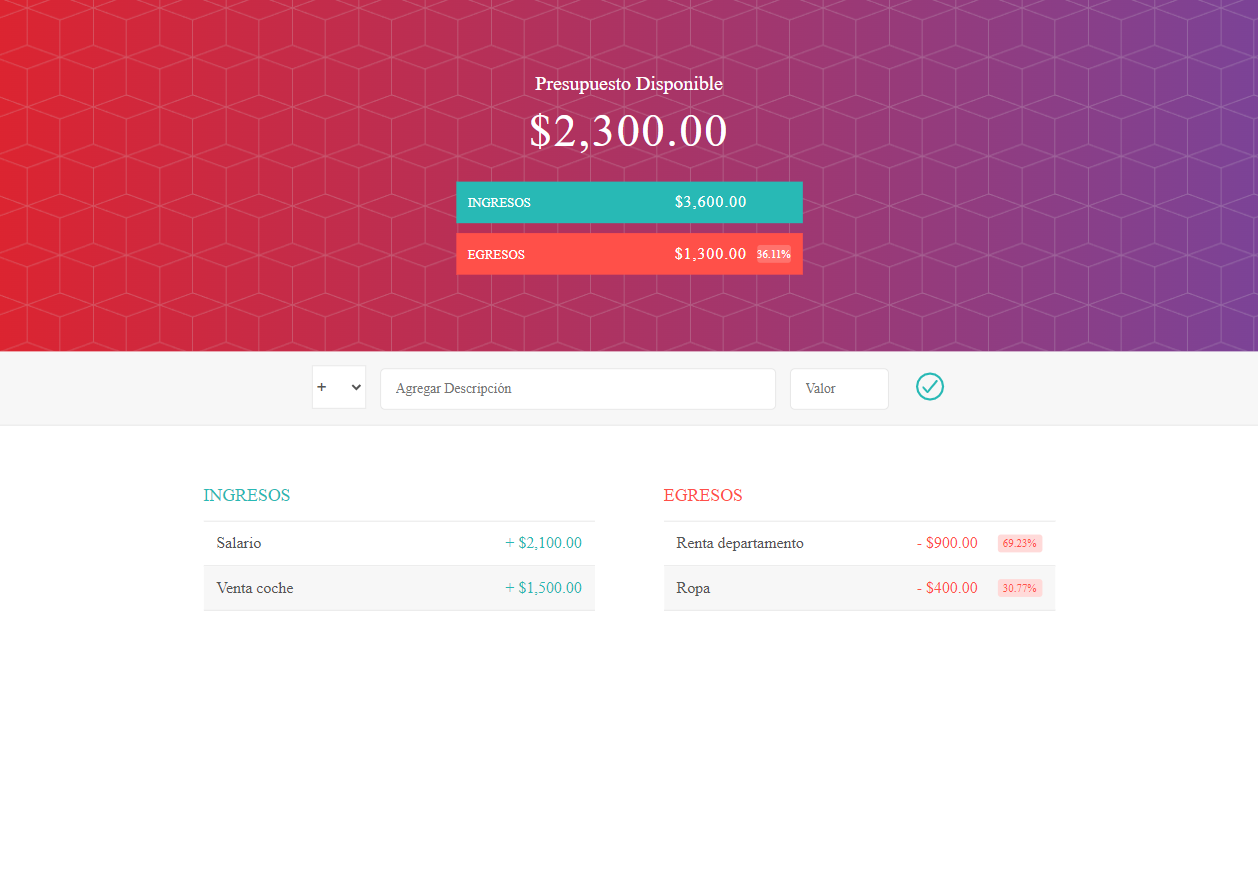 Presupuesto Disponible
$2,300.00
INGRESOS $3,600.00
EGRESOS $1,300.00 36.11%
+ Agregar Descripción Valor
INGRESOS
Salario + $2,100.00
Venta coche + $1,500.00
EGRESOS
Renta departamento - $900.00 69.23%
Ropa - $400.00 30.77%